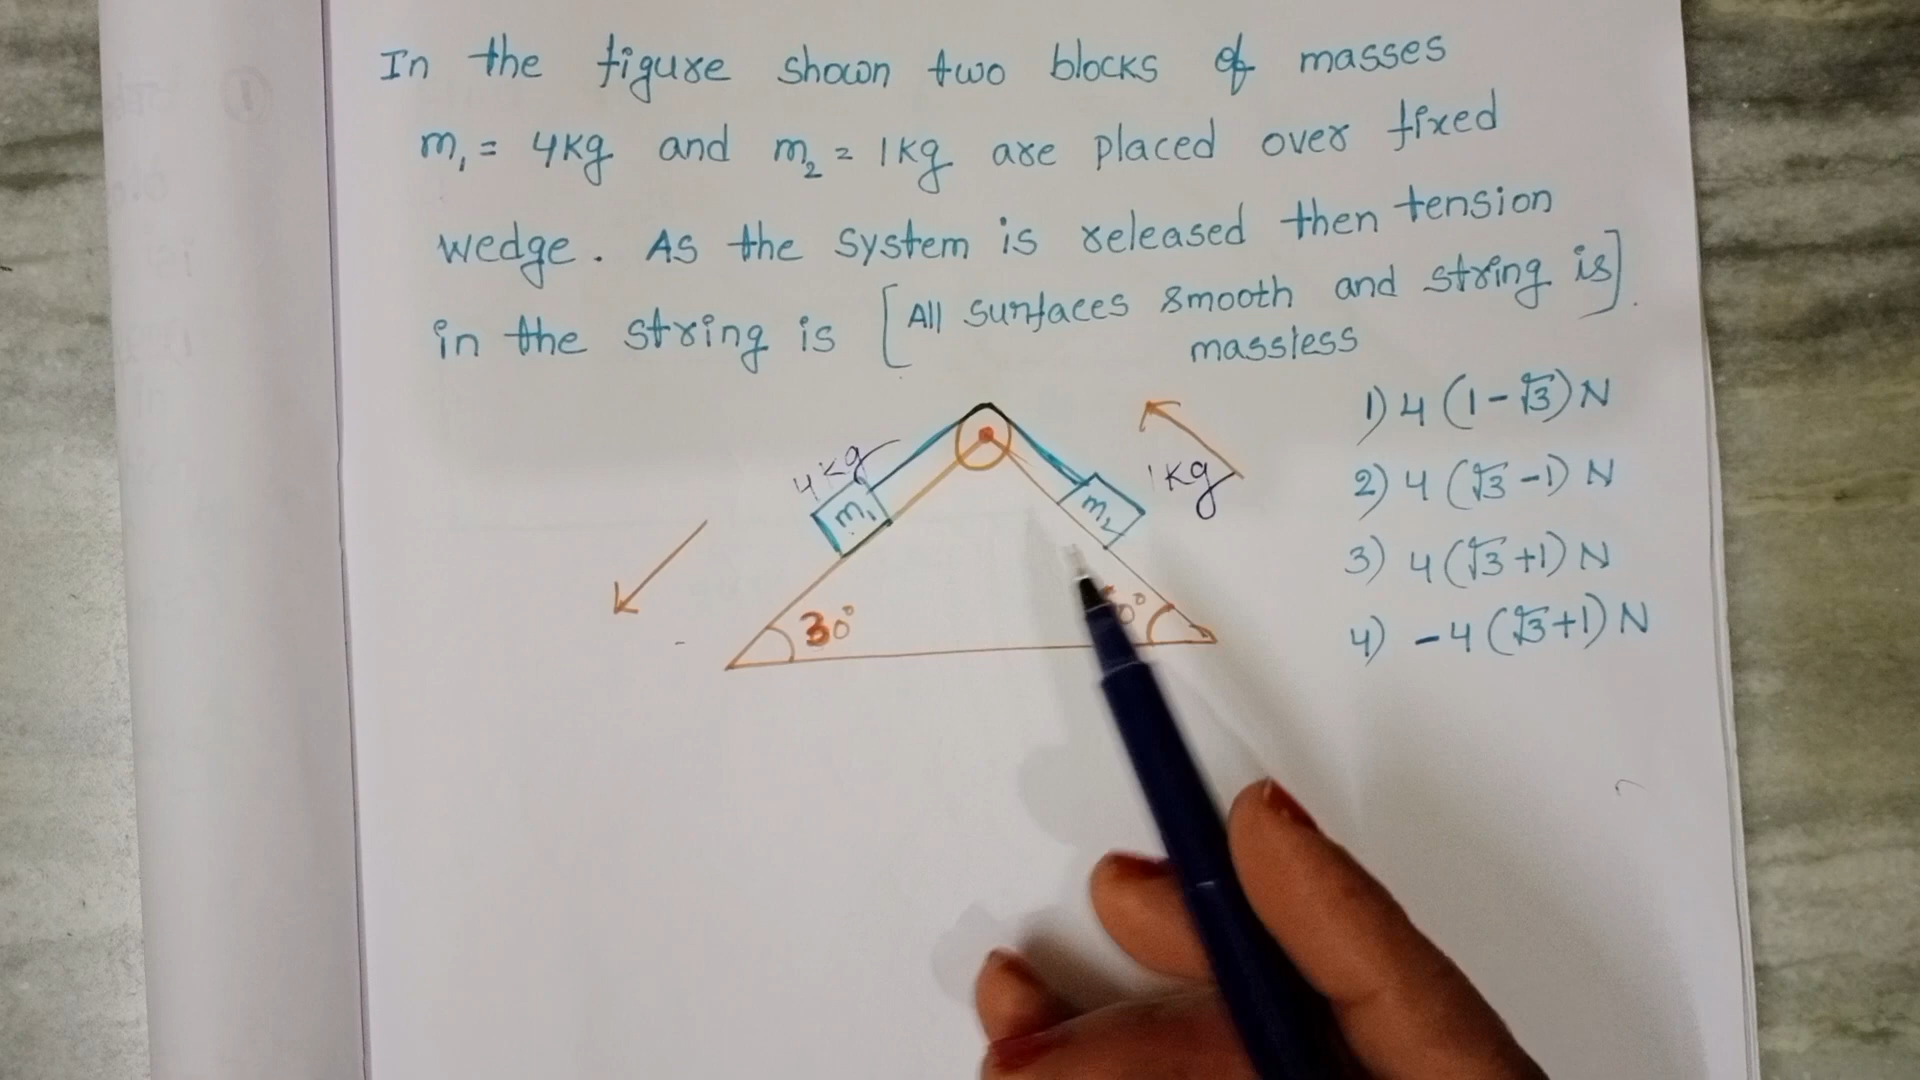 In the figure shown two blocks of masses
m₁ = 4kg and m₂ = 1kg are placed over fixed
wedge. As the system is released then tension
in the string is [All surfaces smooth and string is].
massless
1) 4 (1-√3) N
2) 4 (√3-1) N
3) 4 (√3+1) N
4) -4 (√3+1) N
4kg
m₁
m₂
1kg
30°